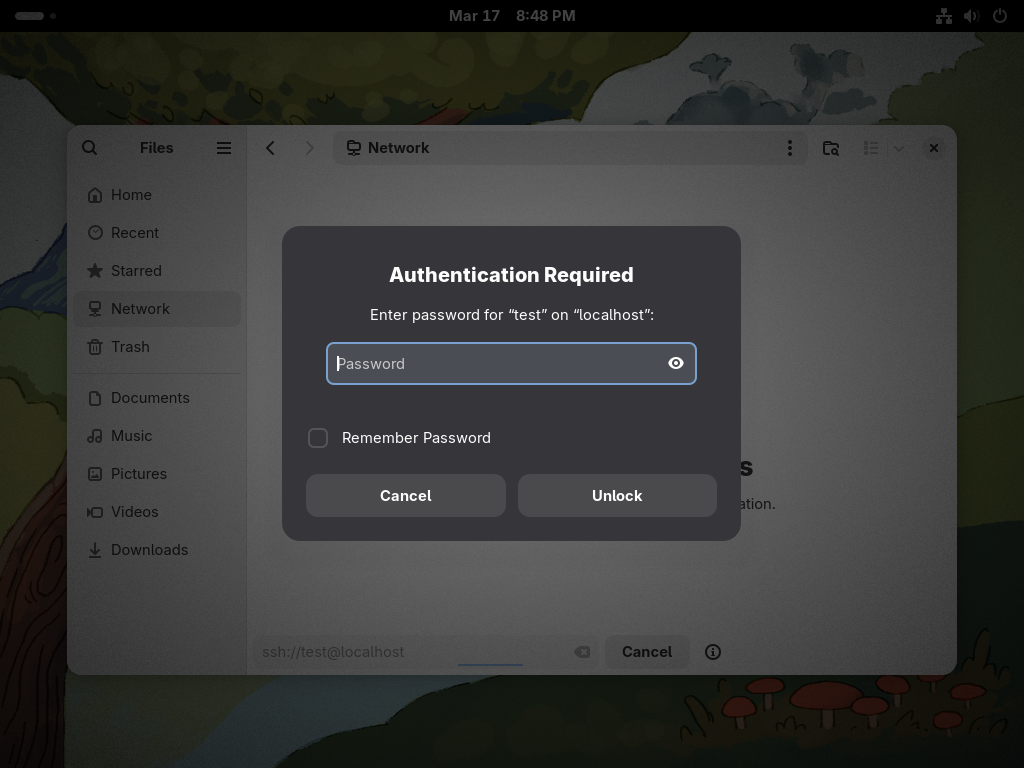 Mar 17 8:48 PM
Files
Network
Home
Recent
Starred
Network
Trash
Documents
Music
Pictures
Videos
Downloads
Authentication Required
Enter password for “test” on “localhost”:
Password
Remember Password
Cancel
Unlock
s
ation.
ssh://test@localhost
Cancel